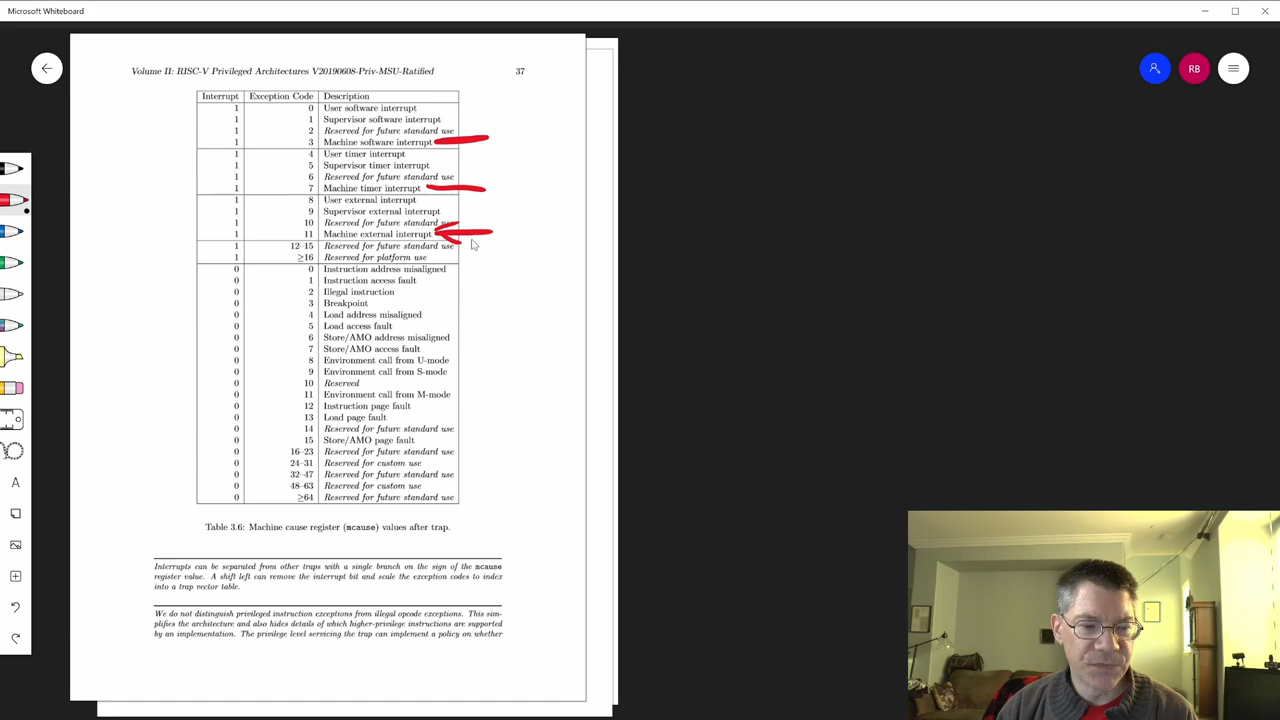 Microsoft Whiteboard
RB
Volume II: RISC-V Privileged Architectures V20190608-Priv-MSU-Ratified 37
Interrupt Exception Code Description
1 0 User software interrupt
1 1 Supervisor software interrupt
1 2 Reserved for future standard use
1 3 Machine software interrupt
1 4 User timer interrupt
1 5 Supervisor timer interrupt
1 6 Reserved for future standard use
1 7 Machine timer interrupt
1 8 User external interrupt
1 9 Supervisor external interrupt
1 10 Reserved for future standard use
1 11 Machine external interrupt
1 12–15 Reserved for future standard use
1 ≥16 Reserved for platform use
0 0 Instruction address misaligned
0 1 Instruction access fault
0 2 Illegal instruction
0 3 Breakpoint
0 4 Load address misaligned
0 5 Load access fault
0 6 Store/AMO address misaligned
0 7 Store/AMO access fault
0 8 Environment call from U-mode
0 9 Environment call from S-mode
0 10 Reserved
0 11 Environment call from M-mode
0 12 Instruction page fault
0 13 Load page fault
0 14 Reserved for future standard use
0 15 Store/AMO page fault
0 16–23 Reserved for future standard use
0 24–31 Reserved for custom use
0 32–47 Reserved for future standard use
0 48–63 Reserved for custom use
0 ≥64 Reserved for future standard use
Table 3.6: Machine cause register (mcause) values after trap.
Interrupts can be separated from other traps with a single branch on the sign of the mcause
register value. A shift left can remove the interrupt bit and scale the exception codes to index
into a trap vector table.
We do not distinguish privileged instruction exceptions from illegal opcode exceptions. This sim-
plifies the architecture and also hides details of which higher-privilege instructions are supported
by an implementation. The privilege level servicing the trap can implement a policy on whether